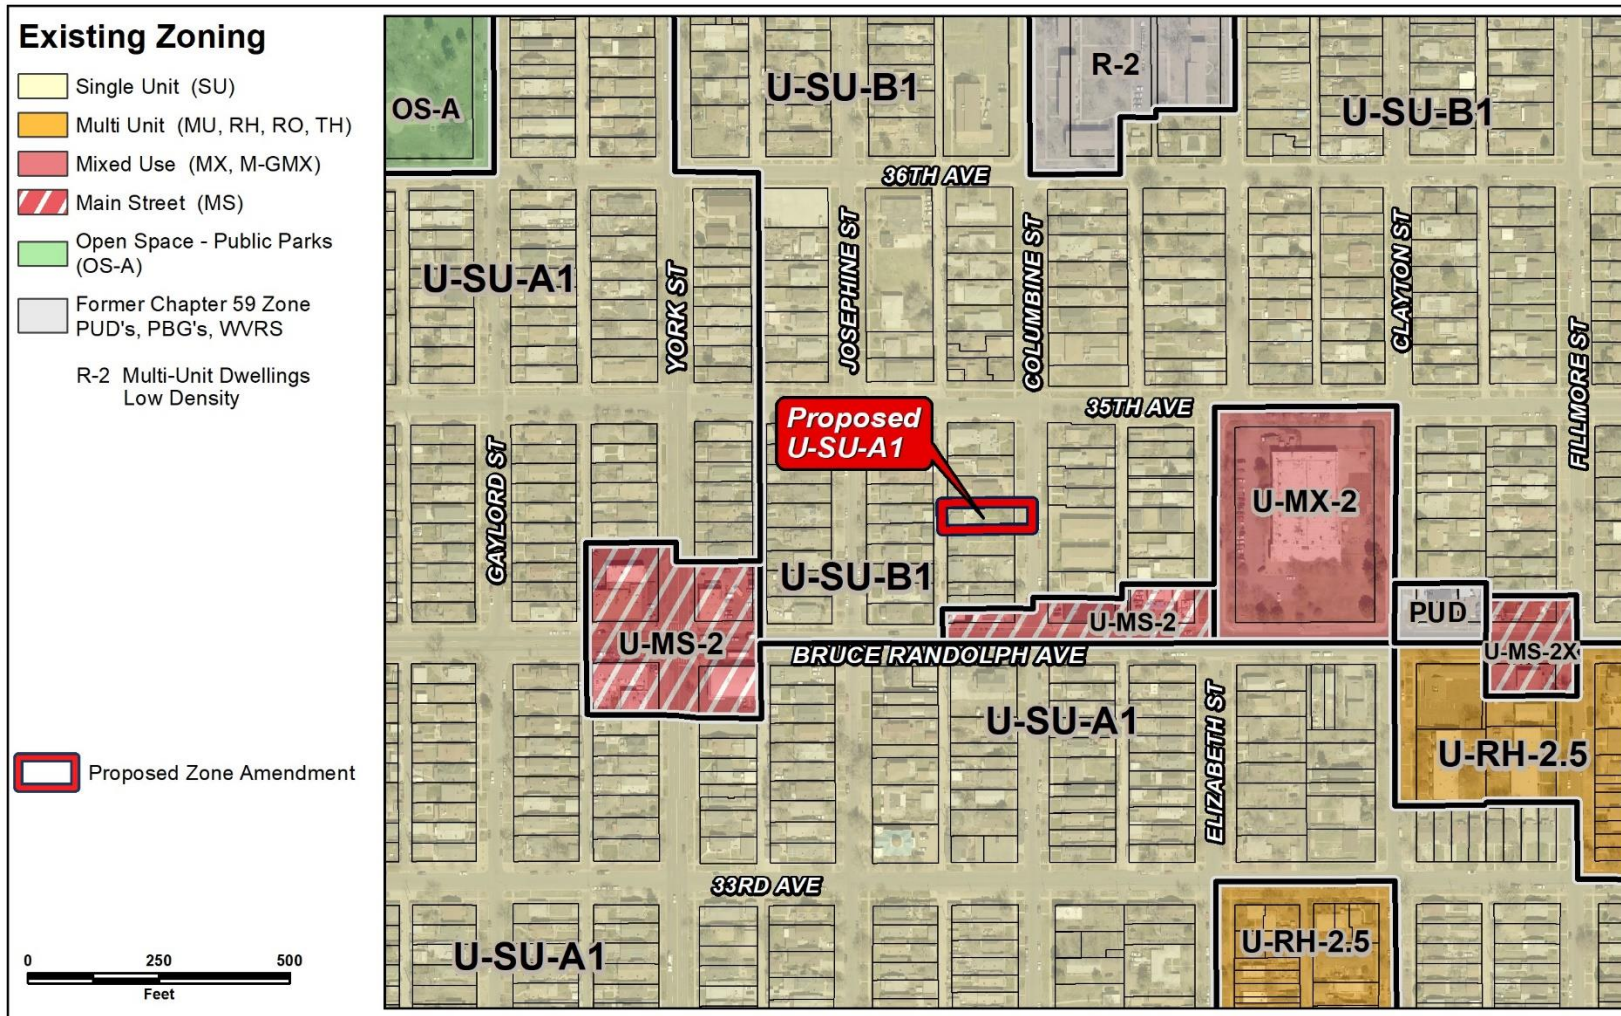 Existing Zoning
Single Unit (SU)
Multi Unit (MU, RH, RO, TH)
Mixed Use (MX, M-GMX)
Main Street (MS)
Open Space - Public Parks
(OS-A)
Former Chapter 59 Zone
PUD's, PBG's, WVRS
R-2 Multi-Unit Dwellings
Low Density
Proposed Zone Amendment
0 250 500
Feet
OS-A
U-SU-B1
R-2
U-SU-B1
36TH AVE
U-SU-A1
YORK ST
JOSEPHINE ST
COLUMBINE ST
CLAYTON ST
FILLMORE ST
35TH AVE
Proposed
U-SU-A1
GAYLORD ST
U-MX-2
U-SU-B1
U-MS-2
U-MS-2
PUD
BRUCE RANDOLPH AVE
U-MS-2X
U-SU-A1
ELIZABETH ST
U-RH-2.5
33RD AVE
U-SU-A1
U-RH-2.5